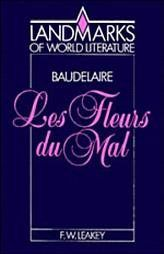 LANDMARKS
OF WORLD LITERATURE
BAUDELAIRE
Les Fleurs
du Mal
F.W. LEAKEY